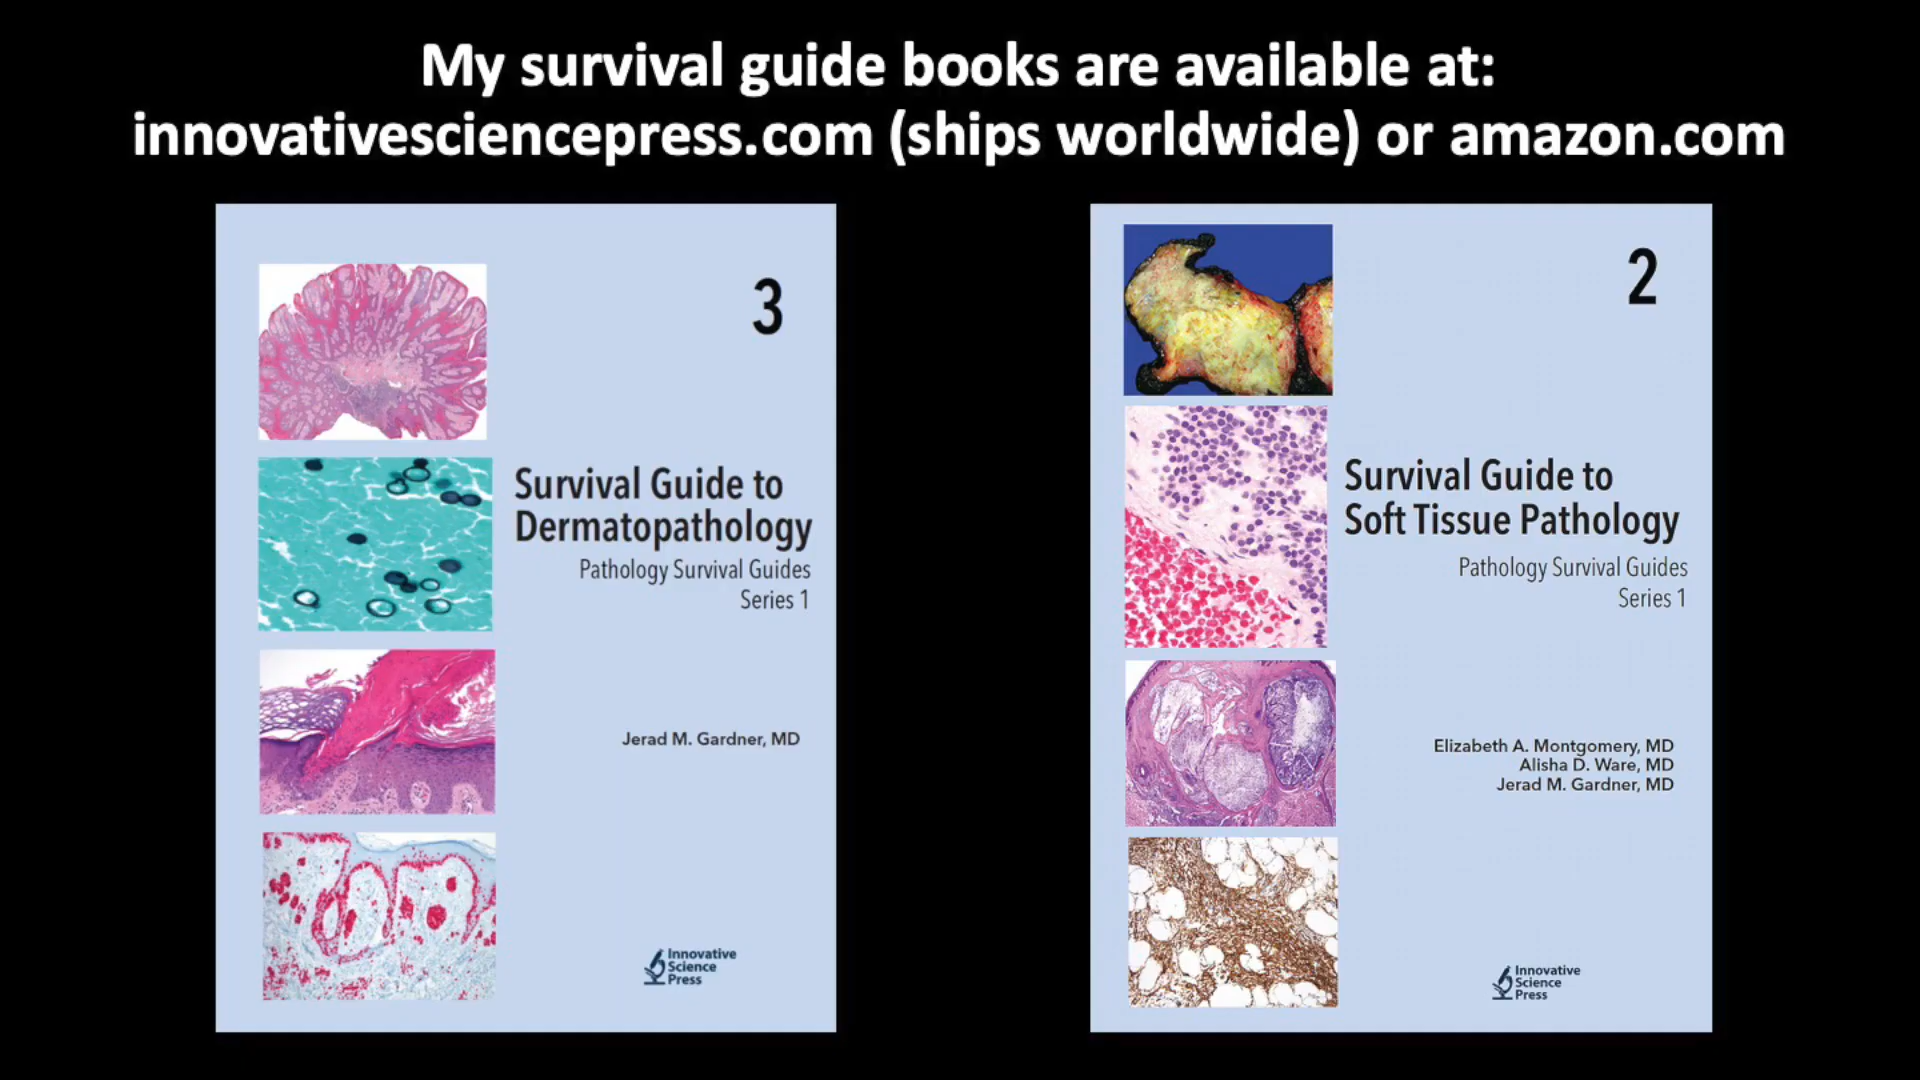 My survival guide books are available at:
innovativesciencepress.com (ships worldwide) or amazon.com
3
Survival Guide to
Dermatopathology
Pathology Survival Guides
Series 1
Jerad M. Gardner, MD
Innovative
Science
Press
2
Survival Guide to
Soft Tissue Pathology
Pathology Survival Guides
Series 1
Elizabeth A. Montgomery, MD
Alisha D. Ware, MD
Jerad M. Gardner, MD
Innovative
Science
Press